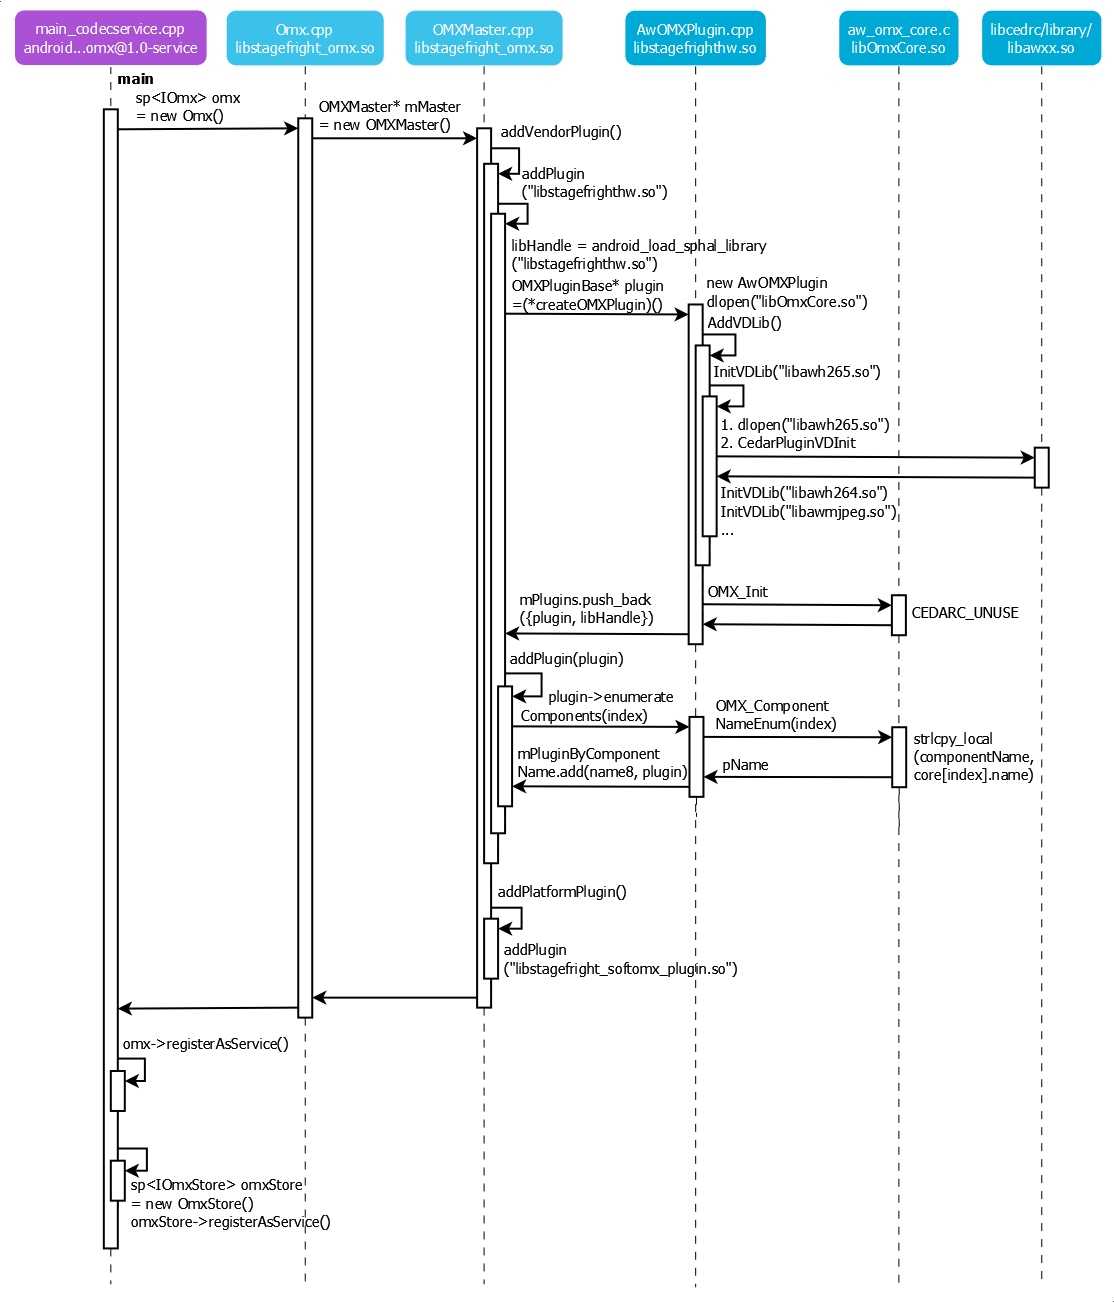 main_codecservice.cpp
android...omx@1.0-service
Omx.cpp
libstagefright_omx.so
OMXMaster.cpp
libstagefright_omx.so
AwOMXPlugin.cpp
libstagefrighthw.so
aw_omx_core.c
libOmxCore.so
libcedrc/library/
libawxx.so
main
sp<IOmx> omx
= new Omx()
OMXMaster* mMaster
= new OMXMaster()
addVendorPlugin()
addPlugin
("libstagefrighthw.so")
libHandle = android_load_sphal_library
("libstagefrighthw.so")
OMXPluginBase* plugin
=(*createOMXPlugin)()
new AwOMXPlugin
dlopen("libOmxCore.so")
AddVDLib()
InitVDLib("libawh265.so")
1. dlopen("libawh265.so")
2. CedarPluginVDInit
InitVDLib("libawh264.so")
InitVDLib("libawmjpeg.so")
...
OMX_Init
CEDARC_UNUSE
mPlugins.push_back
({plugin, libHandle})
addPlugin(plugin)
plugin->enumerate
Components(index)
OMX_Component
NameEnum(index)
strlcpy_local
(componentName,
core[index].name)
pName
mPluginByComponent
Name.add(name8, plugin)
addPlatformPlugin()
addPlugin
("libstagefright_softomx_plugin.so")
omx->registerAsService()
sp<IOmxStore> omxStore
= new OmxStore()
omxStore->registerAsService()